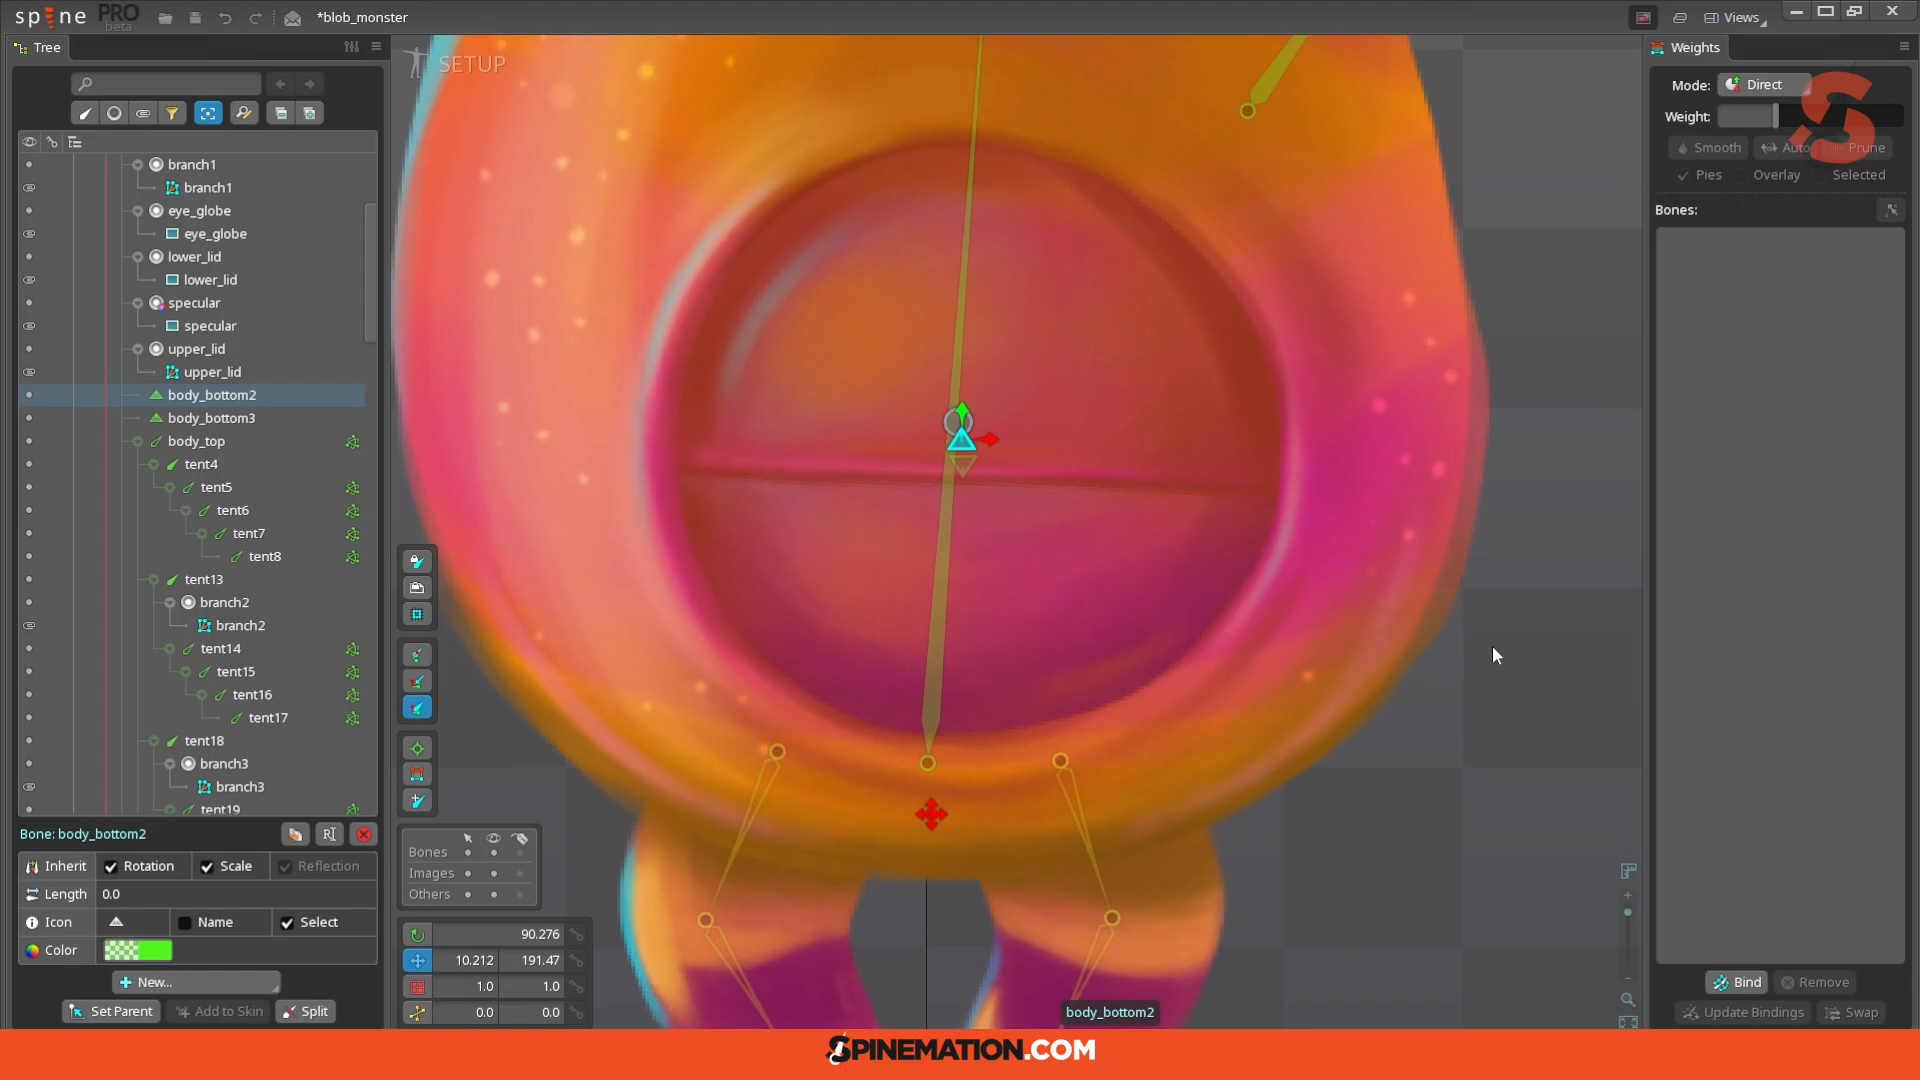 spine PRO beta
*blob_monster
Views
Tree
SETUP
Weights
Mode:
Direct
Weight:
Smooth
Auto
Prune
Pies
Overlay
Selected
Bones:
branch1
branch1
eye_globe
eye_globe
lower_lid
lower_lid
specular
specular
upper_lid
upper_lid
body_bottom2
body_bottom3
body_top
tent4
tent5
tent6
tent7
tent8
tent13
branch2
branch2
tent14
tent15
tent16
tent17
tent18
branch3
branch3
tent19
Bone: body_bottom2
Inherit
Rotation
Scale
Reflection
Length
0.0
Icon
Name
Select
Color
New...
Set Parent
Add to Skin
Split
Bones
Images
Others
90.276
10.212
191.47
1.0
1.0
0.0
0.0
body_bottom2
Bind
Remove
Update Bindings
Swap
SPINEMATION.COM